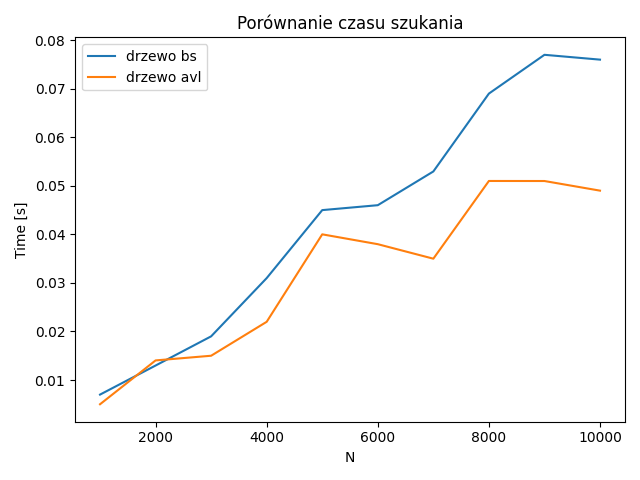 Porównanie czasu szukania
drzewo bs
drzewo avl
0.08
0.07
0.06
0.05
0.04
0.03
0.02
0.01
Time [s]
2000 4000 6000 8000 10000
N